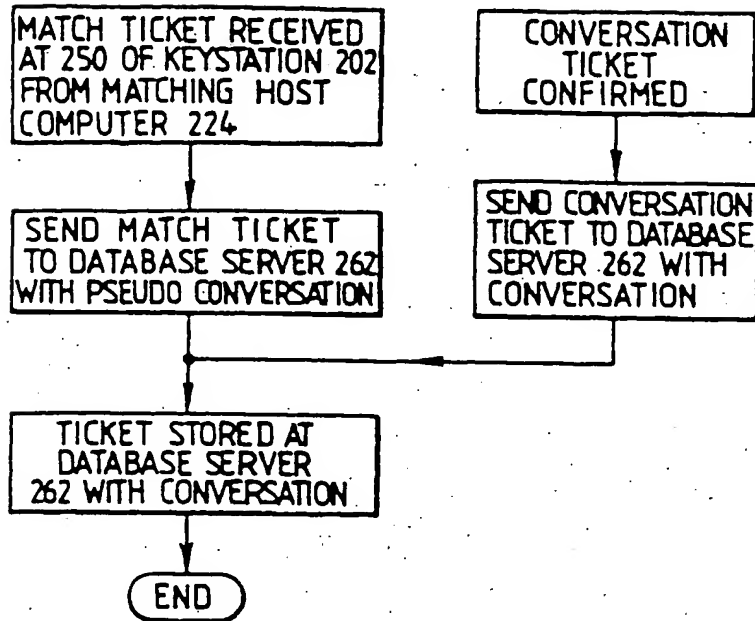 MATCH TICKET RECEIVED
AT 250 OF KEYSTATION 202
FROM MATCHING HOST
COMPUTER 224
CONVERSATION
TICKET
CONFIRMED
SEND MATCH TICKET
TO DATABASE SERVER 262
WITH PSEUDO CONVERSATION
SEND CONVERSATION
TICKET TO DATABASE
SERVER 262 WITH
CONVERSATION
TICKET STORED AT
DATABASE SERVER
262 WITH CONVERSATION
END